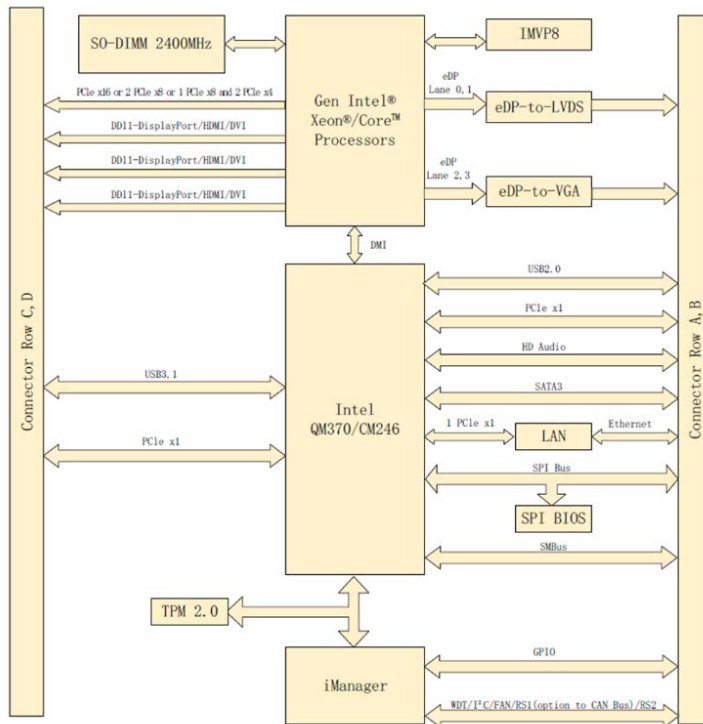 SO-DIMM 2400MHz
IMVP8
Gen Intel®
Xeon®/Core™
Processors
PCIe x16 or 2 PCIe x8 or 1 PCIe x8 and 2 PCIe x4
DD11-DisplayPort/HDMI/DVI
DD11-DisplayPort/HDMI/DVI
DD11-DisplayPort/HDMI/DVI
eDP
Lane 0,1
eDP-to-LVDS
eDP
Lane 2,3
eDP-to-VGA
DMI
Connector Row C,D
Connector Row A,B
Intel
QM370/CM246
USB3.1
PCIe x1
USB2.0
PCIe x1
HD Audio
SATA3
1 PCIe x1
LAN
Ethernet
SPI Bus
SPI BIOS
SMBus
TPM 2.0
iManager
GPIO
WDT/I²C/FAN/RS1(option to CAN Bus)/RS2